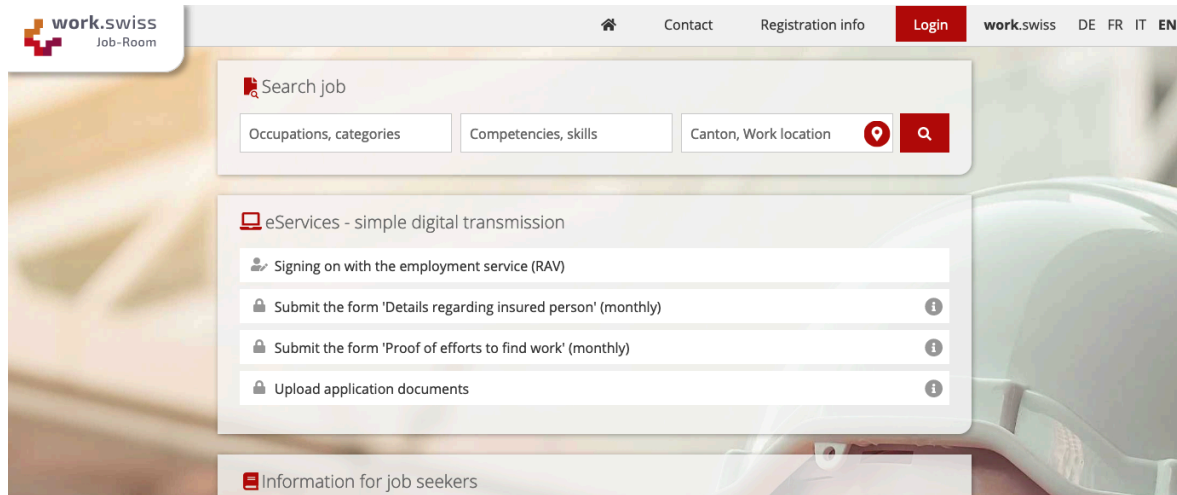 work.swiss
Job-Room
Contact
Registration info
Login
work.swiss
DE FR IT EN
Search job
Occupations, categories
Competencies, skills
Canton, Work location
eServices - simple digital transmission
Signing on with the employment service (RAV)
Submit the form 'Details regarding insured person' (monthly)
Submit the form 'Proof of efforts to find work' (monthly)
Upload application documents
Information for job seekers